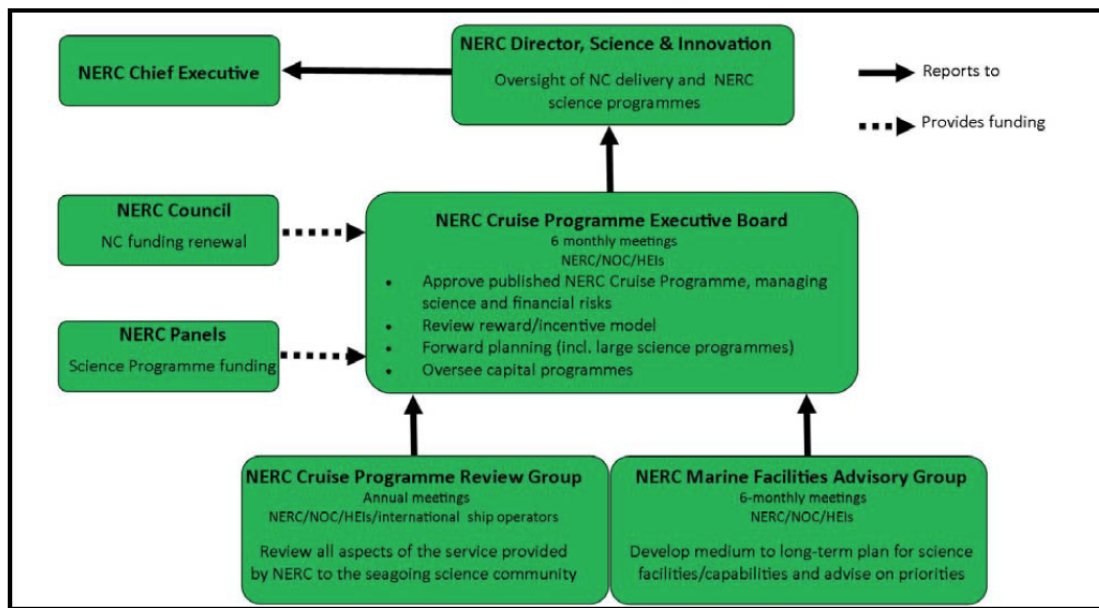 NERC Chief Executive
NERC Director, Science & Innovation
Oversight of NC delivery and NERC
science programmes
Reports to
Provides funding
NERC Council
NC funding renewal
NERC Panels
Science Programme funding
NERC Cruise Programme Executive Board
6 monthly meetings
NERC/NOC/HEIs
• Approve published NERC Cruise Programme, managing
science and financial risks
• Review reward/incentive model
• Forward planning (incl. large science programmes)
• Oversee capital programmes
NERC Cruise Programme Review Group
Annual meetings
NERC/NOC/HEIs/international ship operators
Review all aspects of the service provided
by NERC to the seagoing science community
NERC Marine Facilities Advisory Group
6-monthly meetings
NERC/NOC/HEIs
Develop medium to long-term plan for science
facilities/capabilities and advise on priorities